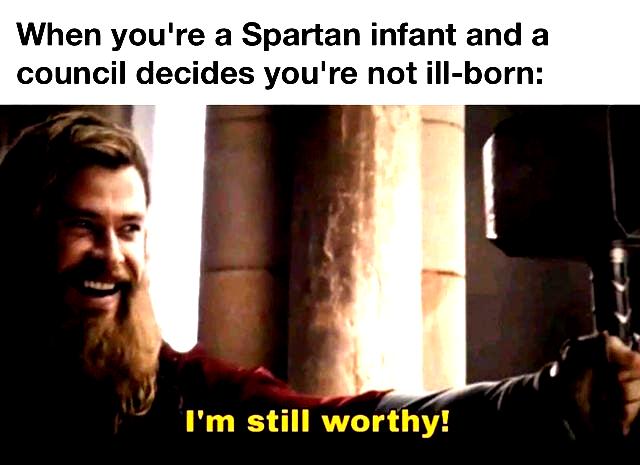 When you're a Spartan infant and a
council decides you're not ill-born:
I'm still worthy!